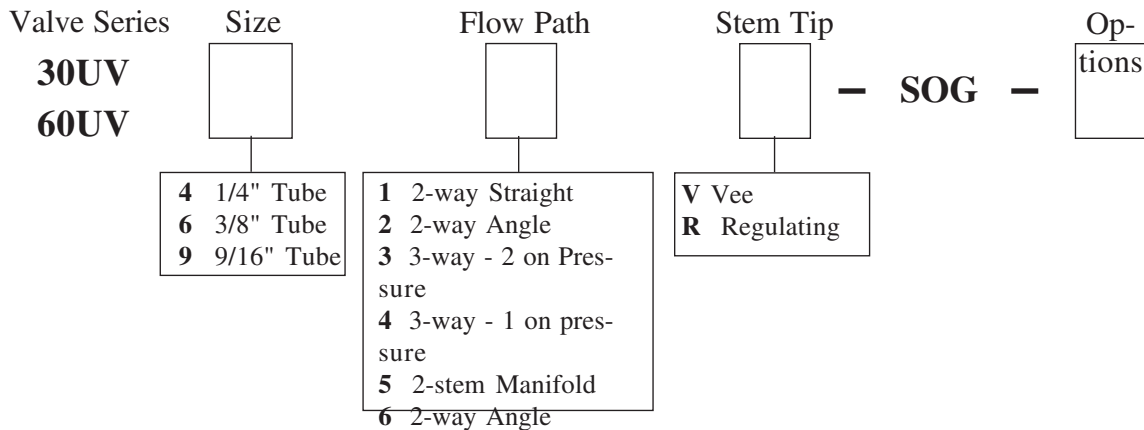 Valve Series Size Flow Path Stem Tip Op-
tions
30UV
60UV
– SOG –
4 1/4" Tube
6 3/8" Tube
9 9/16" Tube
1 2-way Straight
2 2-way Angle
3 3-way - 2 on Pres-
sure
4 3-way - 1 on pres-
sure
5 2-stem Manifold
6 2-way Angle
V Vee
R Regulating